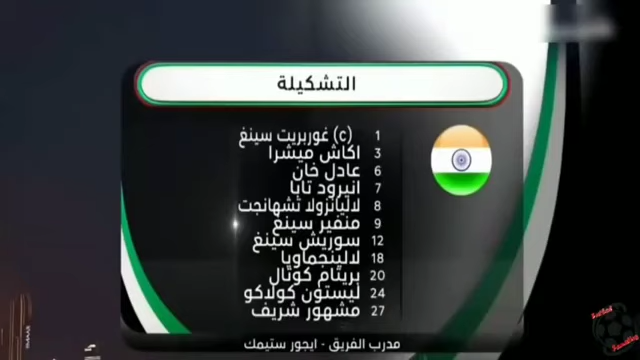 التشكيلة
1 (c) غوربريت سينغ
3 اكاش ميشرا
6 عادل خان
7 انيرود تابا
8 لاليانزولا تشهانجت
9 منفير سينغ
12 سوريش سينغ
18 لالينجماويا
20 بريتام كوتال
24 ليستون كولاكو
27 مشهور شريف
مدرب الفريق - ايجور ستيمك